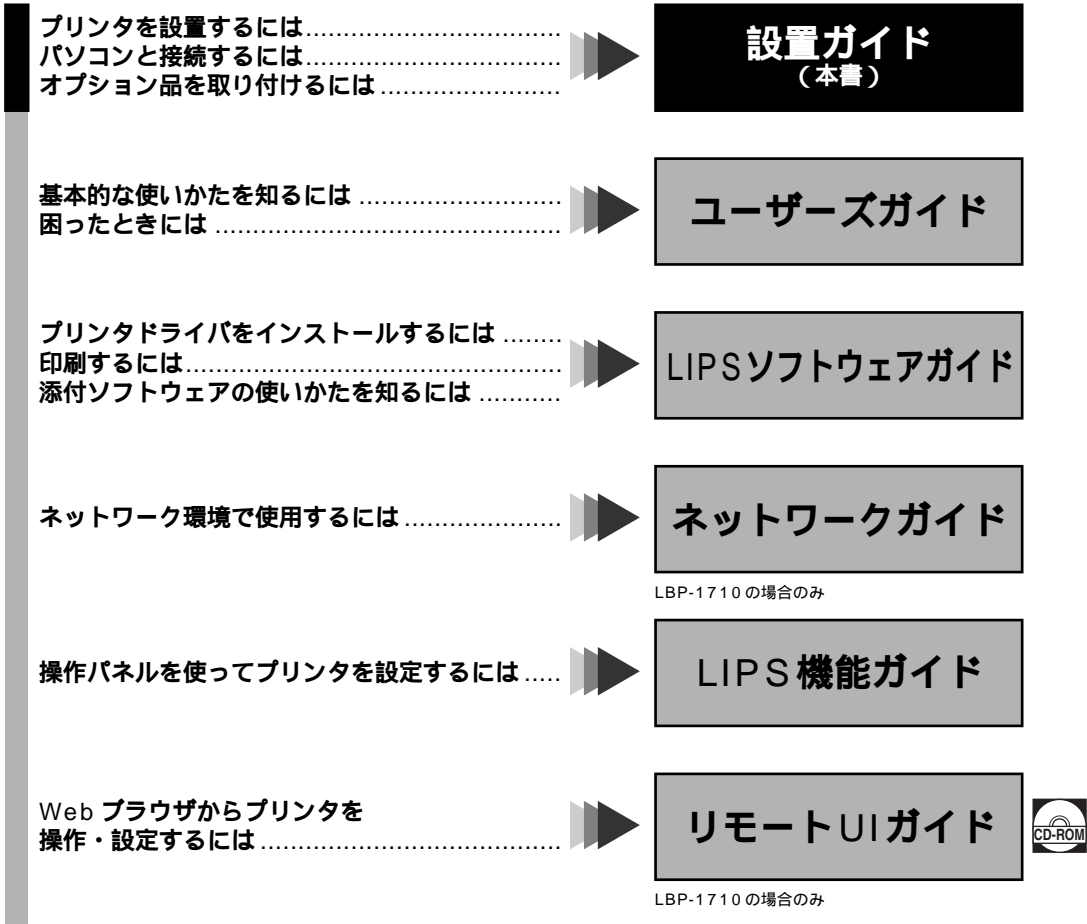 プリンタを設置するには.................................
パソコンと接続するには.................................
オプション品を取り付けるには.......................
設置ガイド
(本書)
基本的な使いかたを知るには..........................
困ったときには............................................
ユーザーズガイド
プリンタドライバをインストールするには........
印刷するには................................................
添付ソフトウェアの使いかたを知るには...........
LIPSソフトウェアガイド
ネットワーク環境で使用するには....................
ネットワークガイド
LBP-1710の場合のみ
操作パネルを使ってプリンタを設定するには.....
LIPS機能ガイド
Webブラウザからプリンタを
操作・設定するには......................................
リモートUIガイド
CD-ROM
LBP-1710の場合のみ